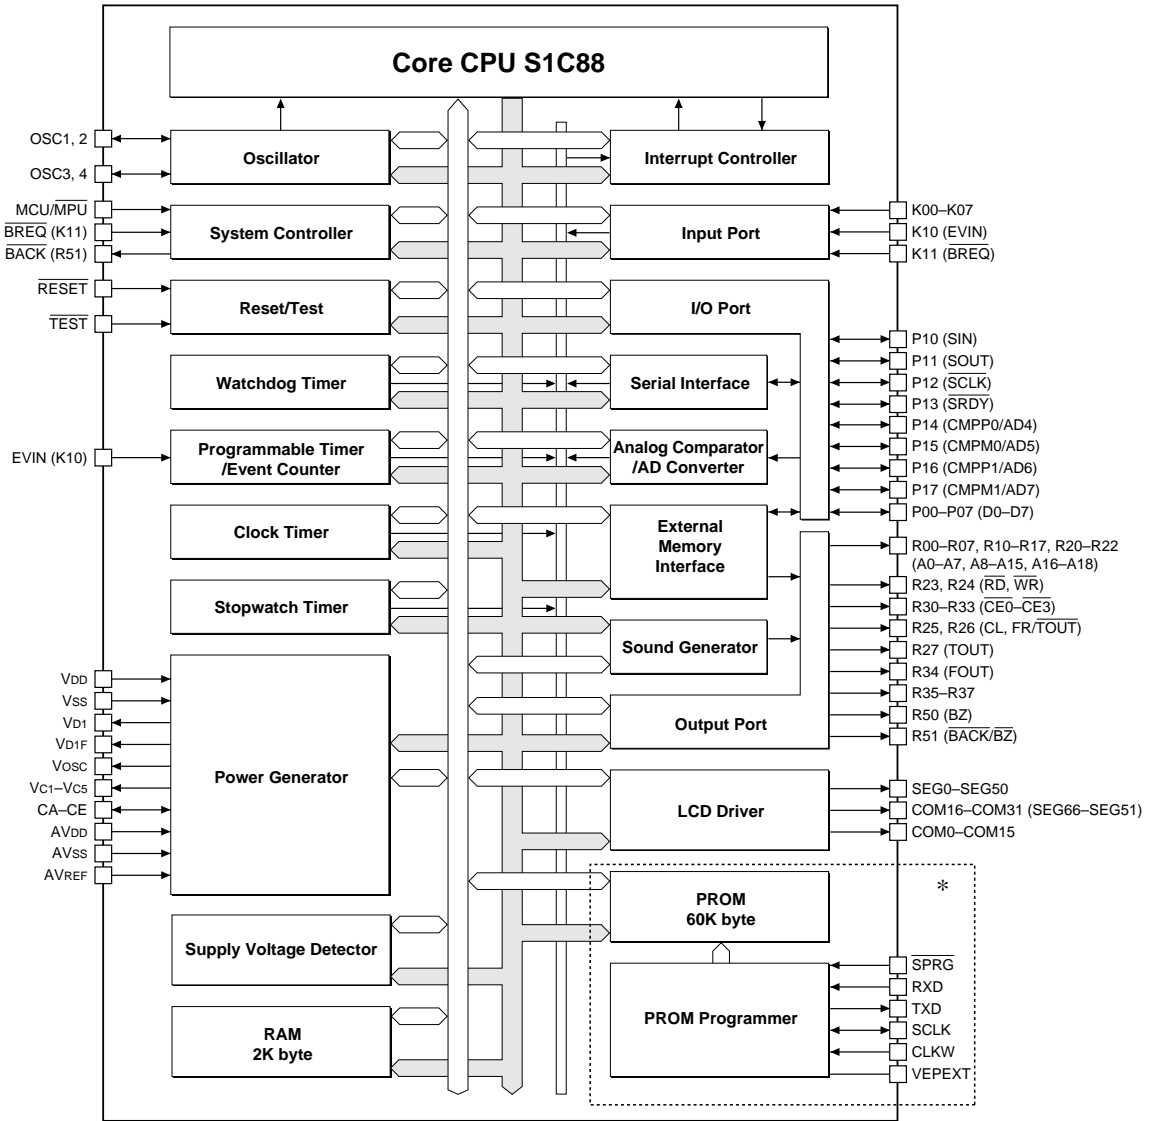 Core CPU S1C88
OSC1, 2
OSC3, 4
Oscillator
Interrupt Controller
MCU/MPU
BREQ (K11)
BACK (R51)
System Controller
Input Port
K00–K07
K10 (EVIN)
K11 (BREQ)
RESET
TEST
Reset/Test
I/O Port
P10 (SIN)
P11 (SOUT)
P12 (SCLK)
P13 (SRDY)
P14 (CMPP0/AD4)
P15 (CMPM0/AD5)
P16 (CMPP1/AD6)
P17 (CMPM1/AD7)
P00–P07 (D0–D7)
Watchdog Timer
Serial Interface
EVIN (K10)
Programmable Timer
/Event Counter
Analog Comparator
/AD Converter
Clock Timer
External
Memory
Interface
Stopwatch Timer
Sound Generator
R00–R07, R10–R17, R20–R22
(A0–A7, A8–A15, A16–A18)
R23, R24 (RD, WR)
R30–R33 (CE0–CE3)
R25, R26 (CL, FR/TOUT)
R27 (TOUT)
R34 (FOUT)
R35–R37
R50 (BZ)
R51 (BACK/BZ)
Output Port
VDD
VSS
VD1
VD1F
VOSC
VC1–VC5
CA–CE
AVDD
AVSS
AVREF
Power Generator
LCD Driver
SEG0–SEG50
COM16–COM31 (SEG66–SEG51)
COM0–COM15
*
PROM
60K byte
Supply Voltage Detector
PROM Programmer
SPRG
RXD
TXD
SCLK
CLKW
VEPEXT
RAM
2K byte